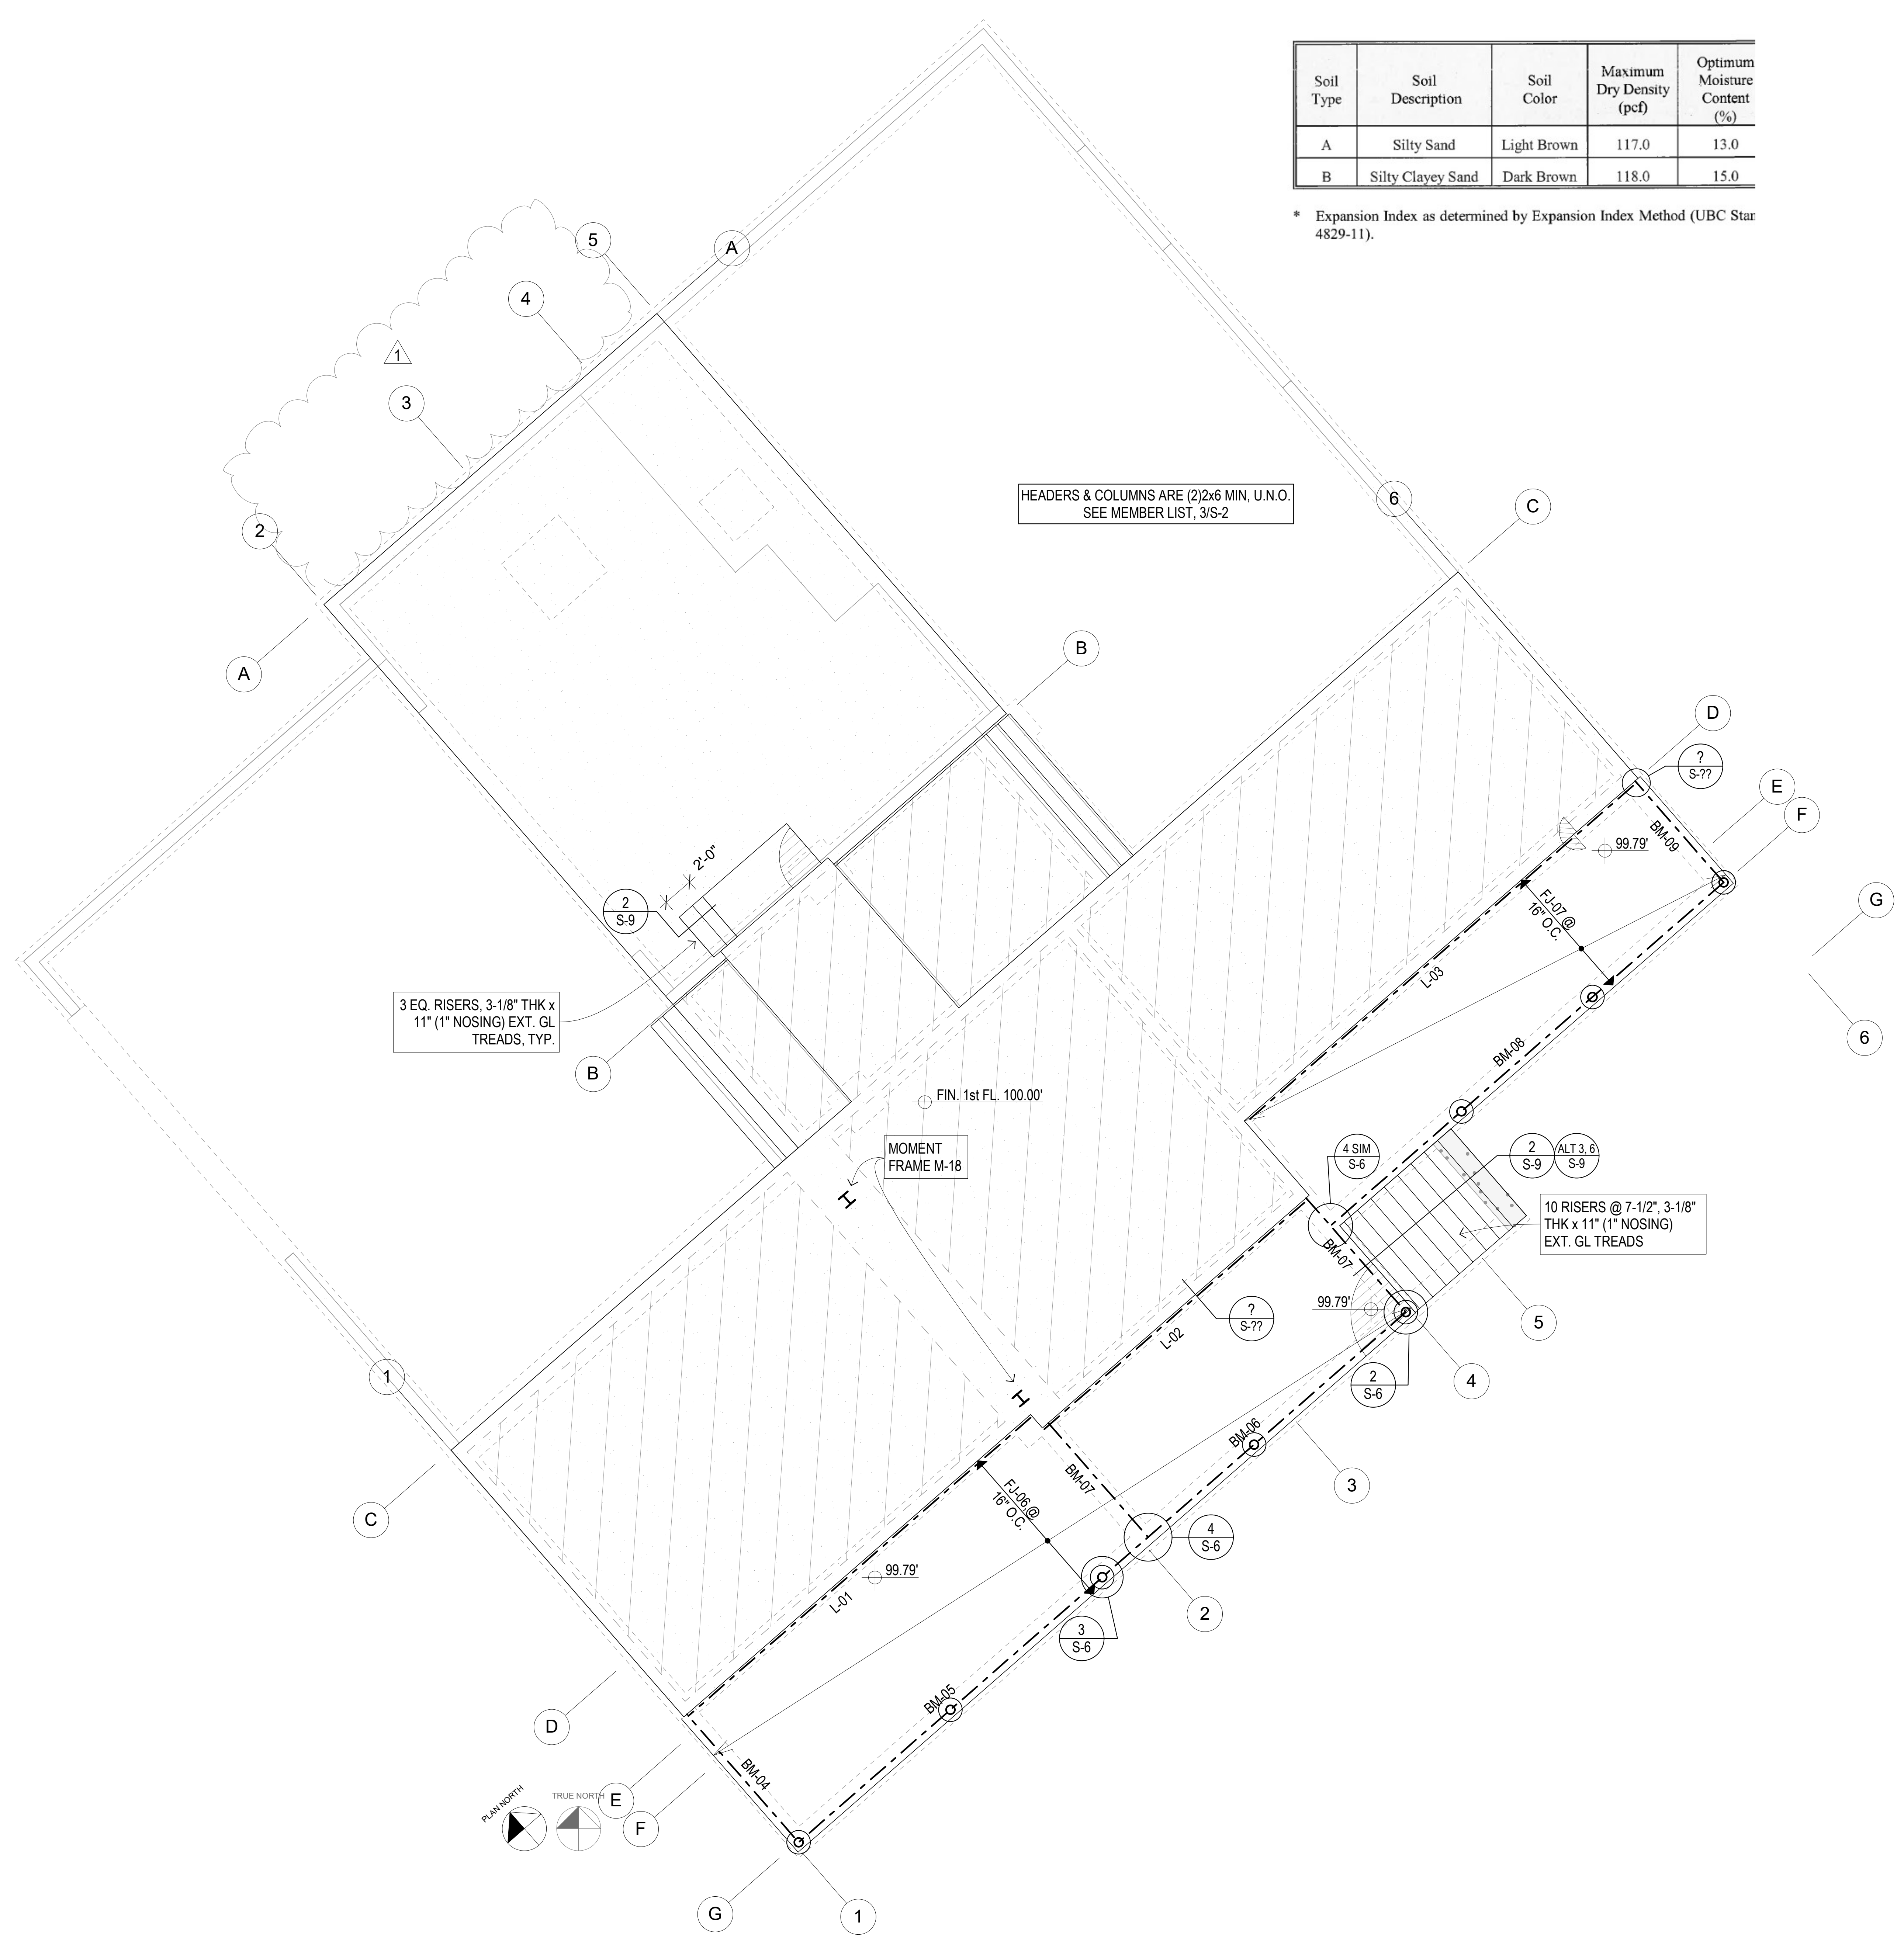 Soil Type
Soil Description
Soil Color
Maximum Dry Density (pcf)
Optimum Moisture Content (%)
A Silty Sand Light Brown 117.0 13.0
B Silty Clayey Sand Dark Brown 118.0 15.0
* Expansion Index as determined by Expansion Index Method (UBC Stan
4829-11).
5
A
4
1
3
2
A
HEADERS & COLUMNS ARE (2)2x6 MIN, U.N.O.
SEE MEMBER LIST, 3/S-2
6
C
B
D
?
S-??
E
F
BM-09
99.79'
2'-0"
2
S-9
FJ-07 @
16" O.C.
G
L-03
3 EQ. RISERS, 3-1/8" THK x
11" (1" NOSING) EXT. GL
TREADS, TYP.
6
B
BM-08
FIN. 1st FL. 100.00'
MOMENT
FRAME M-18
4 SIM
S-6
2
S-9
ALT 3, 6
S-9
10 RISERS @ 7-1/2", 3-1/8"
THK x 11" (1" NOSING)
EXT. GL TREADS
BM-07
99.79'
?
S-??
5
L-02
1
2
S-6
4
BM-06
BM-07
3
C
FJ-06 @
16" O.C.
4
S-6
99.79'
L-01
2
3
S-6
BM-05
D
BM-04
PLAN NORTH
TRUE NORTH
E
F
G
1